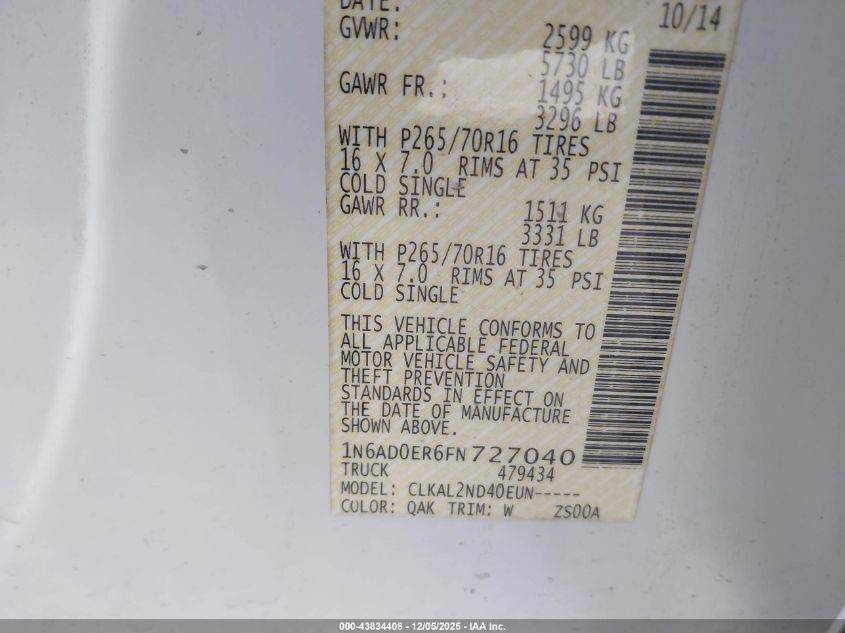 DATE: 10/14
GVWR: 2599 KG
5730 LB
GAWR FR.: 1495 KG
3296 LB
WITH P265/70R16 TIRES
16 X 7.0 RIMS AT 35 PSI
COLD SINGLE
GAWR RR.: 1511 KG
3331 LB
WITH P265/70R16 TIRES
16 X 7.0 RIMS AT 35 PSI
COLD SINGLE
THIS VEHICLE CONFORMS TO
ALL APPLICABLE FEDERAL
MOTOR VEHICLE SAFETY AND
THEFT PREVENTION
STANDARDS IN EFFECT ON
THE DATE OF MANUFACTURE
SHOWN ABOVE.
1N6AD0ER6FN727040
TRUCK 479434
MODEL: CLKAL2ND40EUN-----
COLOR: QAK TRIM: W ZS00A
000-43834408 - 12/05/2025 - IAA Inc.